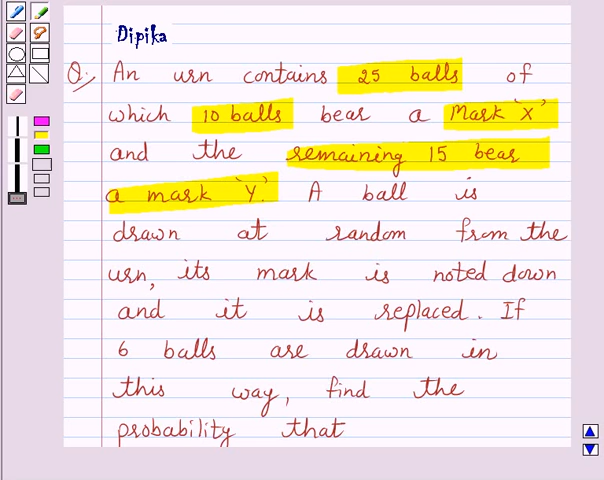 Dipika
Q., An urn contains 25 balls of
which 10 balls bear a mark 'X'
and the remaining 15 bear
a mark 'Y'. A ball is
drawn at random from the
urn, its mark is noted down
and it is replaced. If
6 balls are drawn in
this way, find the
probability that